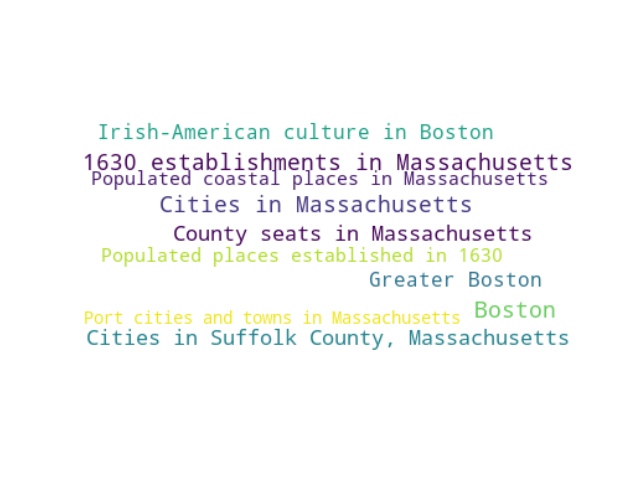 Irish-American culture in Boston
1630 establishments in Massachusetts
Populated coastal places in Massachusetts
Cities in Massachusetts
County seats in Massachusetts
Populated places established in 1630
Greater Boston
Boston
Port cities and towns in Massachusetts
Cities in Suffolk County, Massachusetts